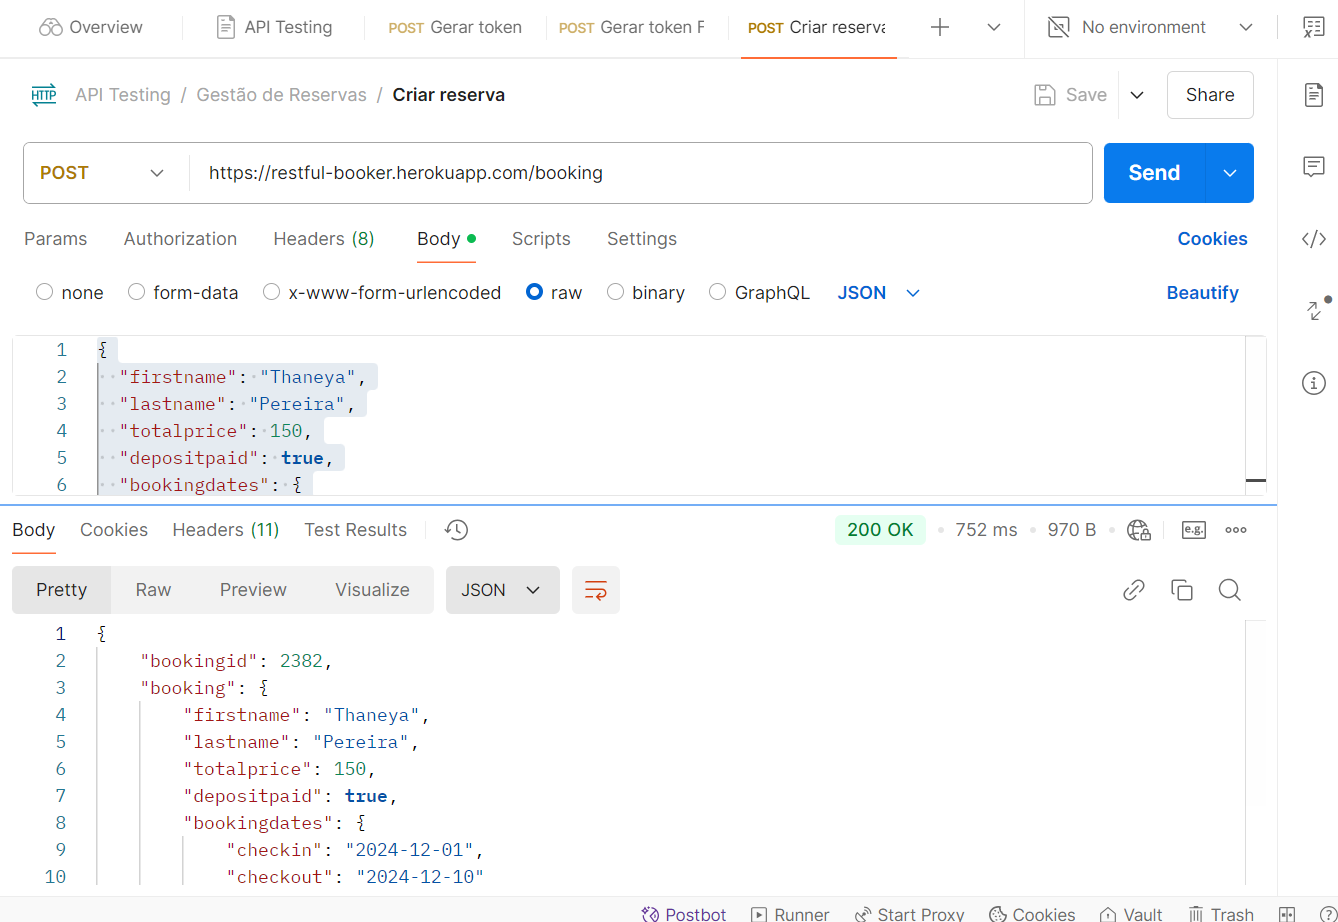 Overview API Testing POST Gerar token POST Gerar token F POST Criar reserva No environment
HTTP API Testing / Gestão de Reservas / Criar reserva Save Share
POST https://restful-booker.herokuapp.com/booking Send
Params Authorization Headers (8) Body Scripts Settings Cookies
none form-data x-www-form-urlencoded raw binary GraphQL JSON Beautify
1 {
2 "firstname": "Thaneya",
3 "lastname": "Pereira",
4 "totalprice": 150,
5 "depositpaid": true,
6 "bookingdates": {
Body Cookies Headers (11) Test Results 200 OK 752 ms 970 B e.g.
Pretty Raw Preview Visualize JSON
1 {
2 "bookingid": 2382,
3 "booking": {
4 "firstname": "Thaneya",
5 "lastname": "Pereira",
6 "totalprice": 150,
7 "depositpaid": true,
8 "bookingdates": {
9 "checkin": "2024-12-01",
10 "checkout": "2024-12-10"
Postbot Runner Start Proxy Cookies Vault Trash